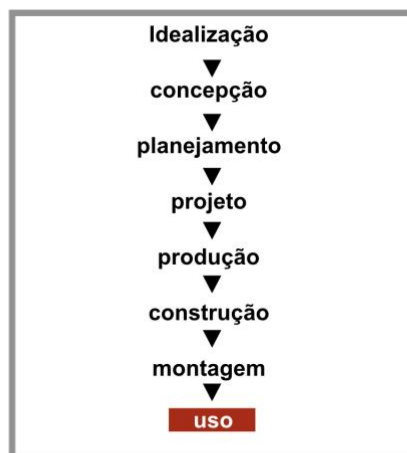 Idealização
concepção
planejamento
projeto
produção
construção
montagem
uso